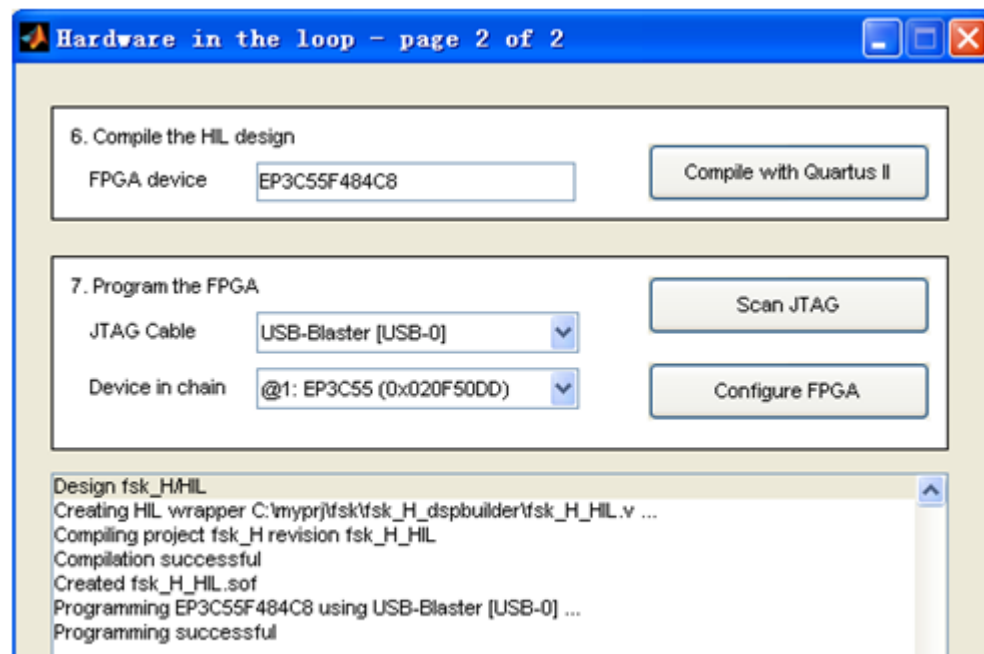 Hardware in the loop - page 2 of 2
6. Compile the HIL design
FPGA device EP3C55F484C8 Compile with Quartus II
7. Program the FPGA
Scan JTAG
JTAG Cable USB-Blaster [USB-0]
Device in chain @1: EP3C55 (0x020F50DD) Configure FPGA
Design fsk_H/HIL
Creating HIL wrapper C:\myprj\fsk\fsk_H_dspbuilder\fsk_H_HIL.v ...
Compiling project fsk_H revision fsk_H_HIL
Compilation successful
Created fsk_H_HIL.sof
Programming EP3C55F484C8 using USB-Blaster [USB-0] ...
Programming successful